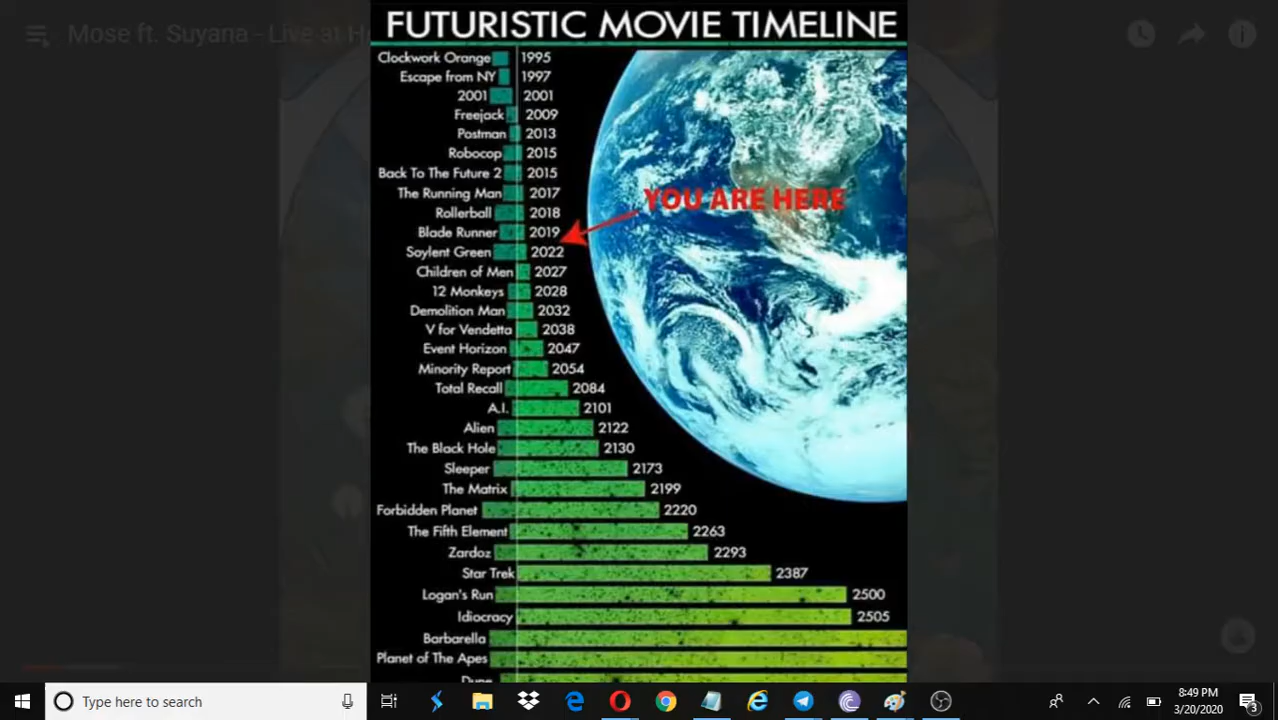 Mose ft. Suyana - Live at
FUTURISTIC MOVIE TIMELINE
Clockwork Orange 1995
Escape from NY 1997
2001 2001
Freejack 2009
Postman 2013
Robocop 2015
Back To The Future 2 2015
The Running Man 2017
YOU ARE HERE
Rollerball 2018
Blade Runner 2019
Soylent Green 2022
Children of Men 2027
12 Monkeys 2028
Demolition Man 2032
V for Vendetta 2038
Event Horizon 2047
Minority Report 2054
Total Recall 2084
A.I. 2101
Alien 2122
The Black Hole 2130
Sleeper 2173
The Matrix 2199
Forbidden Planet 2220
The Fifth Element 2263
Zardoz 2293
Star Trek 2387
Logan's Run 2500
Idiocracy 2505
Barbarella
Planet of The Apes
Dune
Type here to search
8:49 PM
3/20/2020
3